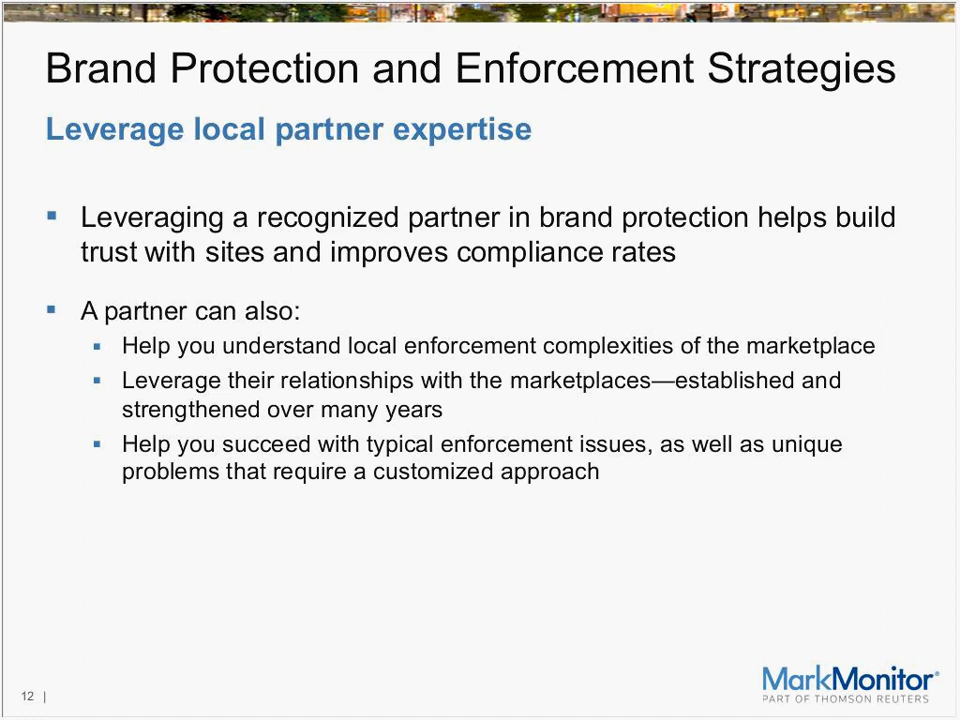 Brand Protection and Enforcement Strategies
Leverage local partner expertise
▪ Leveraging a recognized partner in brand protection helps build
trust with sites and improves compliance rates
▪ A partner can also:
▪ Help you understand local enforcement complexities of the marketplace
▪ Leverage their relationships with the marketplaces—established and
strengthened over many years
▪ Help you succeed with typical enforcement issues, as well as unique
problems that require a customized approach
12 |
MarkMonitor®
PART OF THOMSON REUTERS